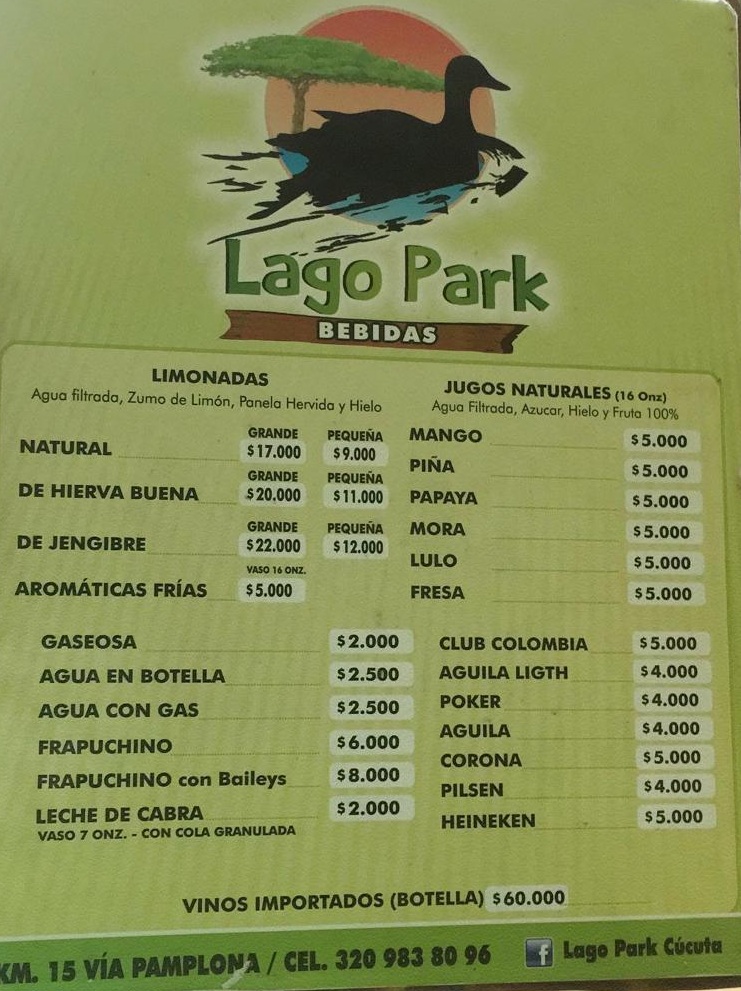 Lago Park
BEBIDAS
LIMONADAS
Agua filtrada, Zumo de Limón, Panela Hervida y Hielo
GRANDE PEQUEÑA
NATURAL $17.000 $9.000
GRANDE PEQUEÑA
DE HIERVA BUENA $20.000 $11.000
GRANDE PEQUEÑA
DE JENGIBRE $22.000 $12.000
VASO 16 ONZ.
AROMÁTICAS FRÍAS $5.000
JUGOS NATURALES (16 Onz)
Agua Filtrada, Azucar, Hielo y Fruta 100%
MANGO $5.000
PIÑA $5.000
PAPAYA $5.000
MORA $5.000
LULO $5.000
FRESA $5.000
GASEOSA $2.000
AGUA EN BOTELLA $2.500
AGUA CON GAS $2.500
FRAPUCHINO $6.000
FRAPUCHINO con Baileys $8.000
LECHE DE CABRA $2.000
VASO 7 ONZ. - CON COLA GRANULADA
CLUB COLOMBIA $5.000
AGUILA LIGTH $4.000
POKER $4.000
AGUILA $4.000
CORONA $5.000
PILSEN $4.000
HEINEKEN $5.000
VINOS IMPORTADOS (BOTELLA) $60.000
KM. 15 VÍA PAMPLONA / CEL. 320 983 80 96 f Lago Park Cúcuta